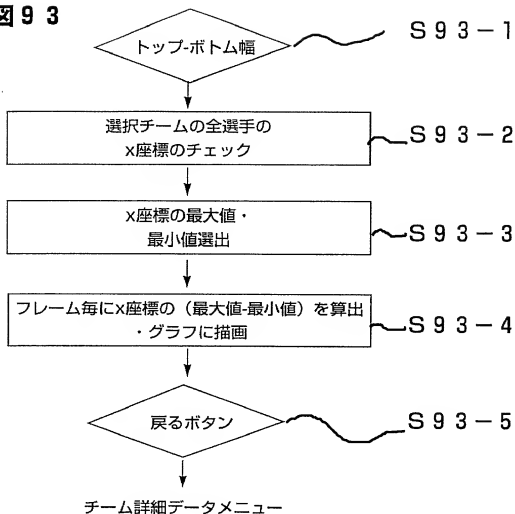 図93
トップ-ボトム幅
S93-1
選択チームの全選手の
x座標のチェック
S93-2
x座標の最大値・
最小値選出
S93-3
フレーム毎にx座標の（最大値-最小値）を算出
・グラフに描画
S93-4
戻るボタン
S93-5
チーム詳細データメニュー